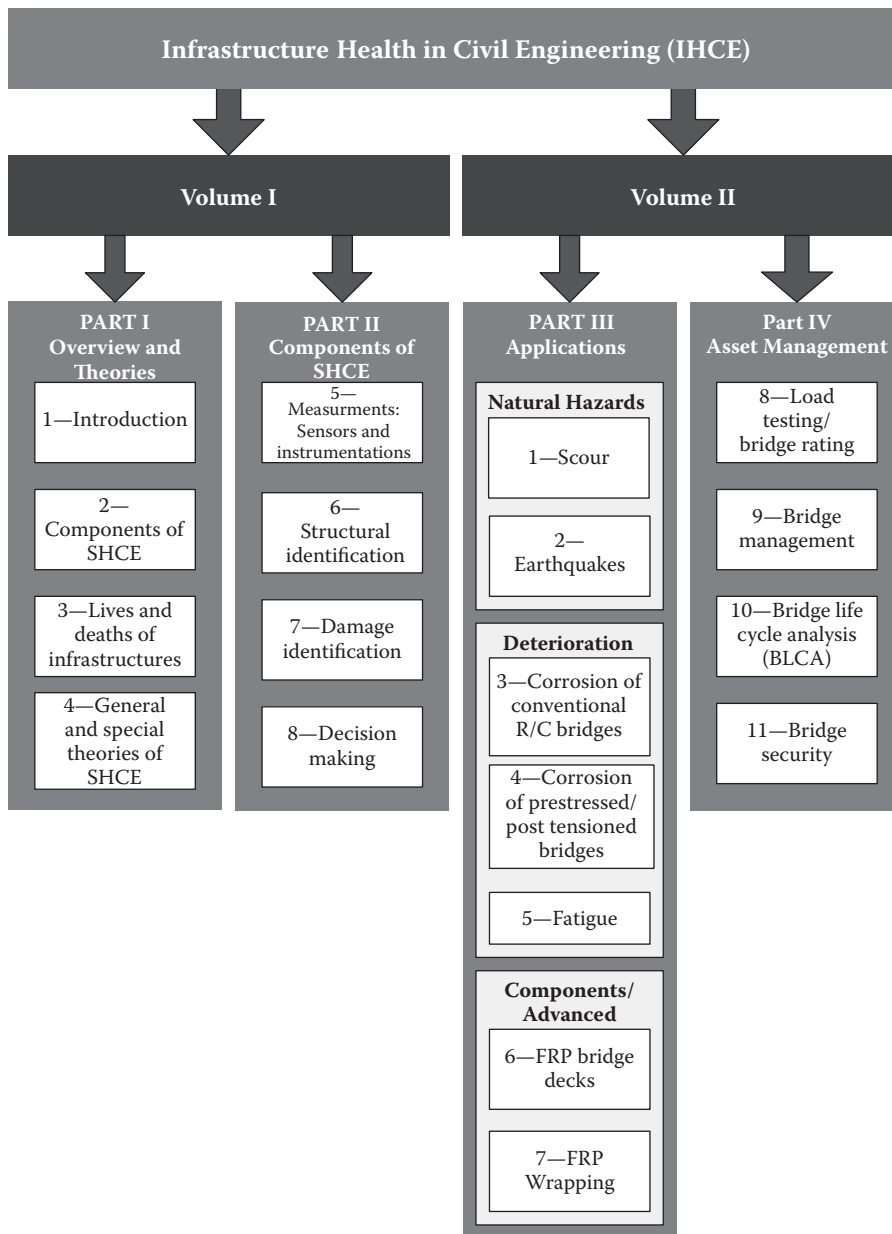 Infrastructure Health in Civil Engineering (IHCE)
Volume I
Volume II
PART I
Overview and
Theories
1—Introduction
2—
Components of
SHCE
3—Lives and
deaths of
infrastructures
4—General
and special
theories of
SHCE
PART II
Components of
SHCE
5—
Measurments:
Sensors and
instrumentations
6—
Structural
identification
7—Damage
identification
8—Decision
making
PART III
Applications
Natural Hazards
1—Scour
2—
Earthquakes
Deterioration
3—Corrosion of
conventional
R/C bridges
4—Corrosion
of prestressed/
post tensioned
bridges
5—Fatigue
Components/
Advanced
6—FRP bridge
decks
7—FRP
Wrapping
Part IV
Asset Management
8—Load
testing/
bridge rating
9—Bridge
management
10—Bridge life
cycle analysis
(BLCA)
11—Bridge
security